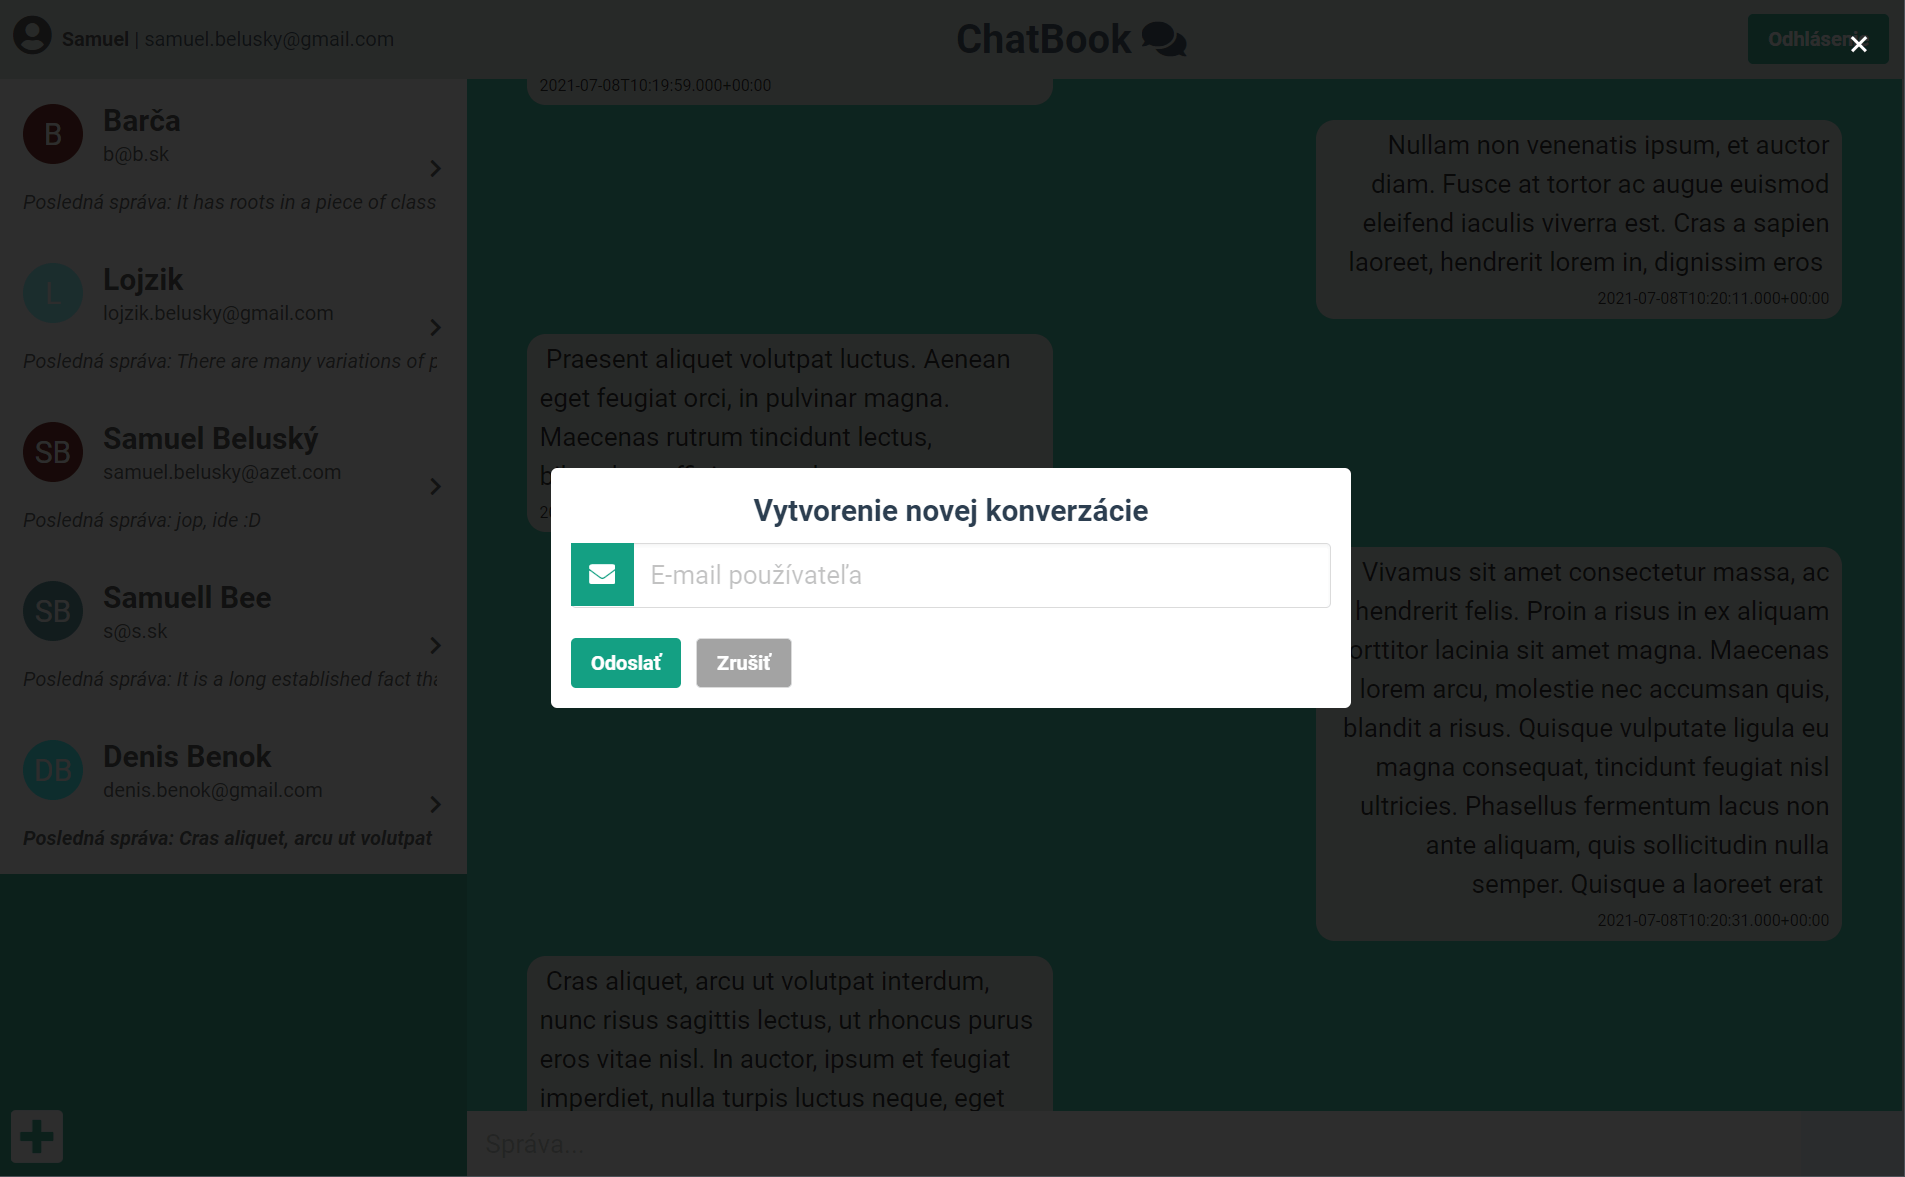 Samuel | samuel.belusky@gmail.com
ChatBook
Odhlásen
B
Barča
b@b.sk
Posledná správa: It has roots in a piece of class
L
Lojzik
lojzik.belusky@gmail.com
Posledná správa: There are many variations of p
SB
Samuel Beluský
samuel.belusky@azet.com
Posledná správa: jop, ide :D
SB
Samuell Bee
s@s.sk
Posledná správa: It is a long established fact tha
DB
Denis Benok
denis.benok@gmail.com
Posledná správa: Cras aliquet, arcu ut volutpat
2021-07-08T10:19:59.000+00:00
Nullam non venenatis ipsum, et auctor
diam. Fusce at tortor ac augue euismod
eleifend iaculis viverra est. Cras a sapien
laoreet, hendrerit lorem in, dignissim eros
2021-07-08T10:20:11.000+00:00
Praesent aliquet volutpat luctus. Aenean
eget feugiat orci, in pulvinar magna.
Maecenas rutrum tincidunt lectus,
Vytvorenie novej konverzácie
E-mail používateľa
Odoslať
Zrušiť
Vivamus sit amet consectetur massa, ac
hendrerit felis. Proin a risus in ex aliquam
orttitor lacinia sit amet magna. Maecenas
lorem arcu, molestie nec accumsan quis,
blandit a risus. Quisque vulputate ligula eu
magna consequat, tincidunt feugiat nisl
ultricies. Phasellus fermentum lacus non
ante aliquam, quis sollicitudin nulla
semper. Quisque a laoreet erat
2021-07-08T10:20:31.000+00:00
Cras aliquet, arcu ut volutpat interdum,
nunc risus sagittis lectus, ut rhoncus purus
eros vitae nisl. In auctor, ipsum et feugiat
imperdiet, nulla turpis luctus neque, eget
Správa...